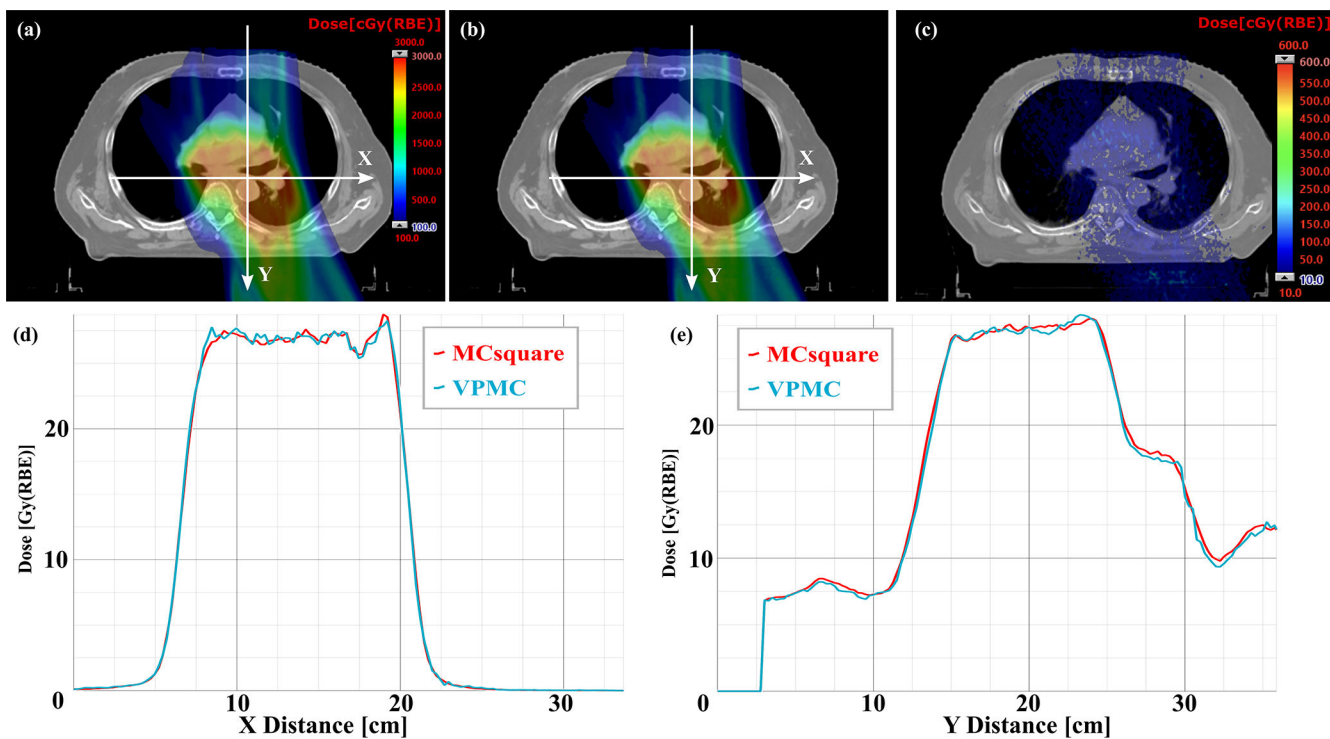 (a)
Dose[cGy(RBE)]
3000.0
3000.0
2500.0
2000.0
1500.0
1000.0
500.0
100.0
100.0
X
Y
(b)
X
Y
(c)
Dose[cGy(RBE)]
600.0
600.0
550.0
500.0
450.0
400.0
350.0
300.0
250.0
200.0
150.0
100.0
50.0
10.0
10.0
(d)
MCsquare
VPMC
Dose [Gy(RBE)]
20
10
0
10
20
30
X Distance [cm]
(e)
MCsquare
VPMC
Dose [Gy(RBE)]
20
10
0
10
20
30
Y Distance [cm]